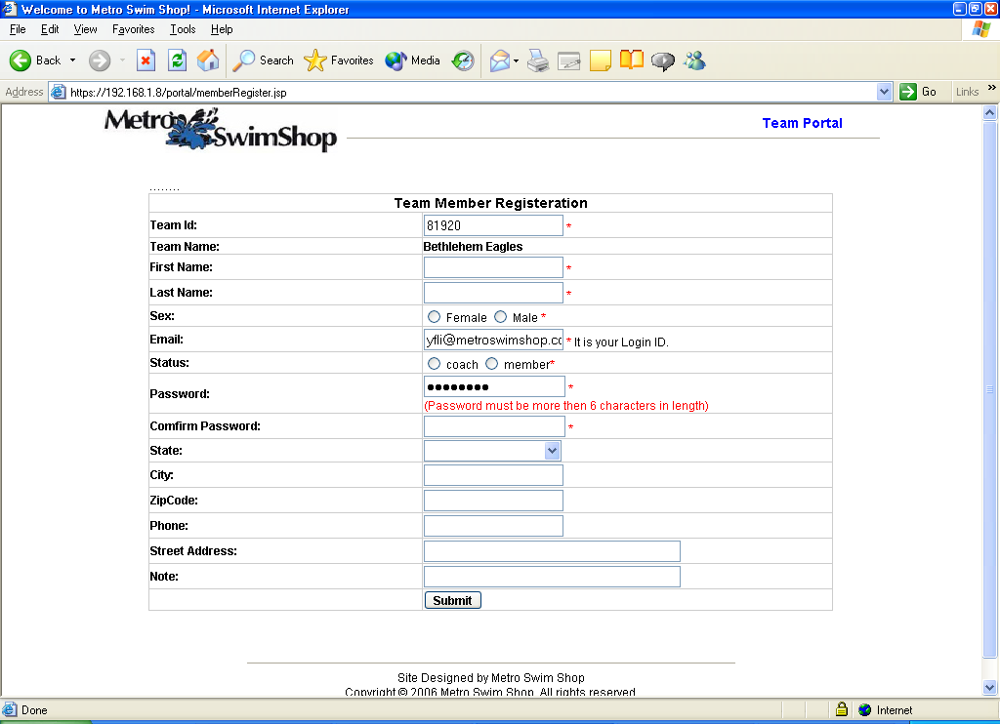 Welcome to Metro Swim Shop! - Microsoft Internet Explorer
File Edit View Favorites Tools Help
Back Search Favorites Media
Address https://192.168.1.8/portal/memberRegister.jsp Go Links »
Metro SwimShop
Team Portal
........
Team Member Registeration
Team Id: 81920 *
Team Name: Bethlehem Eagles
First Name: *
Last Name: *
Sex: Female Male *
Email: yfli@metroswimshop.cc * It is your Login ID.
Status: coach member*
Password: •••••••• *
(Password must be more then 6 characters in length)
Comfirm Password: *
State:
City:
ZipCode:
Phone:
Street Address:
Note:
Submit
Site Designed by Metro Swim Shop
Copyright © 2006 Metro Swim Shop. All rights reserved
Done Internet